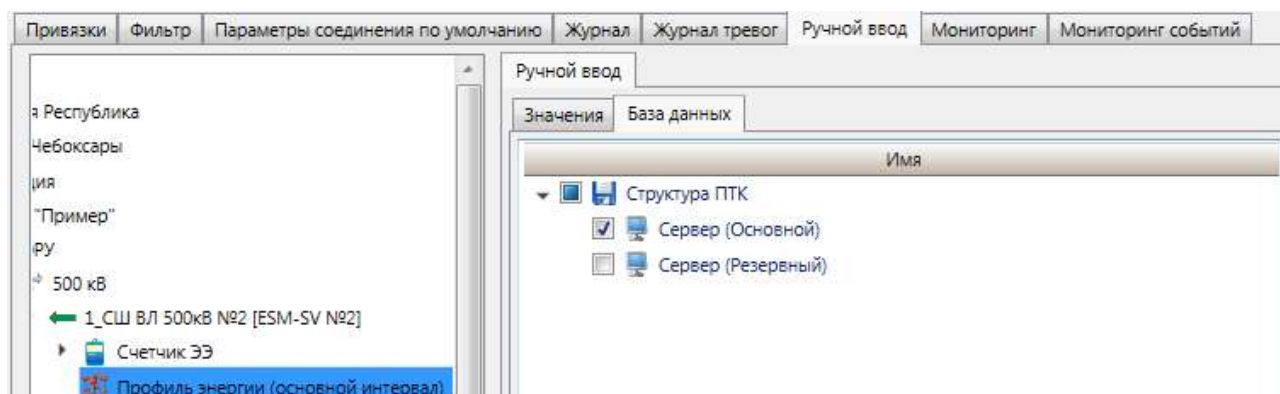 Привязки Фильтр Параметры соединения по умолчанию Журнал Журнал тревог Ручной ввод Мониторинг Мониторинг событий
Ручной ввод
я Республика
Значения База данных
Чебоксары
Имя
ция
Структура ПТК
"Пример"
Сервер (Основной)
РУ
Сервер (Резервный)
500 кВ
1_СШ ВЛ 500кВ №2 [ESM-SV №2]
Счетчик ЭЭ
Профиль энергии (основной интервал)